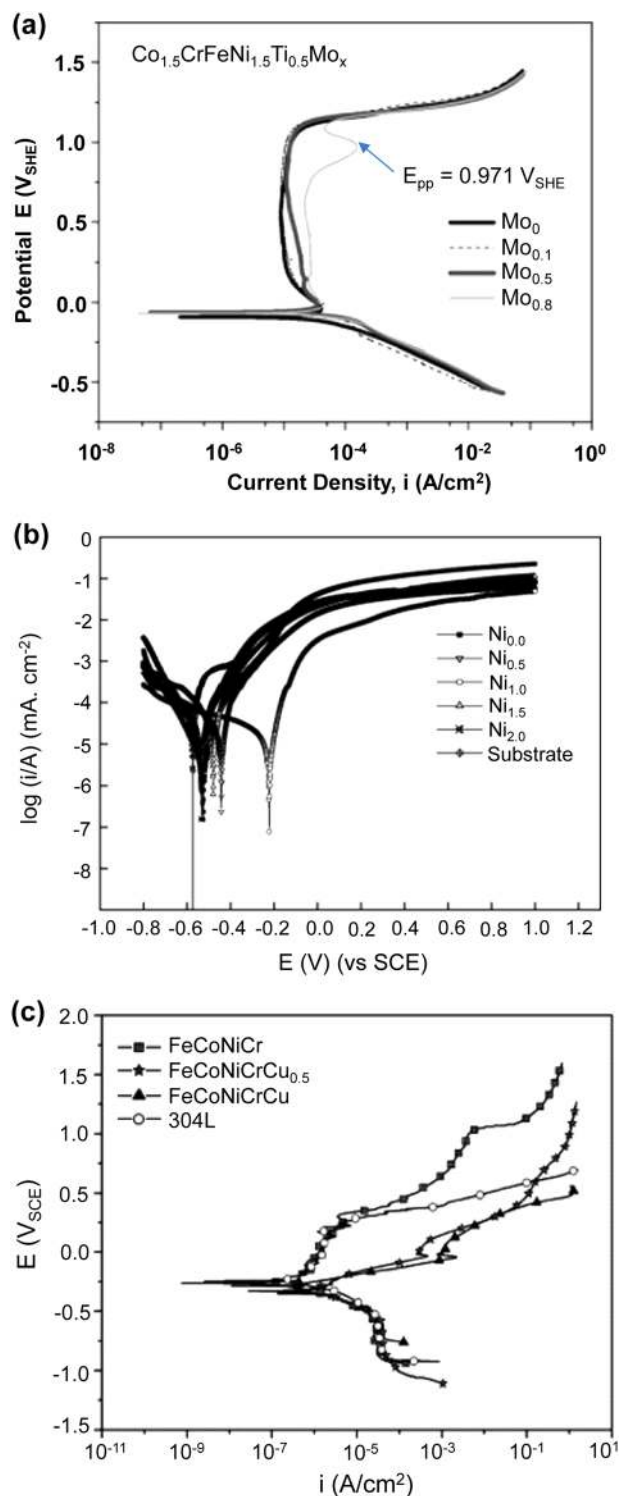 (a)
Co₁.₅CrFeNi₁.₅Ti₀.₅Moₓ
Potential E (V_SHE)
1.5
1.0
0.5
0.0
-0.5
E_pp = 0.971 V_SHE
Mo₀
Mo₀.₁
Mo₀.₅
Mo₀.₈
10⁻⁸ 10⁻⁶ 10⁻⁴ 10⁻² 10⁰
Current Density, i (A/cm²)
(b)
log (i/A) (mA. cm⁻²)
0
-1
-2
-3
-4
-5
-6
-7
-8
Ni₀.₀
Ni₀.₅
Ni₁.₀
Ni₁.₅
Ni₂.₀
Substrate
-1.0 -0.8 -0.6 -0.4 -0.2 0.0 0.2 0.4 0.6 0.8 1.0
E (V) (vs SCE)
(c)
E (V_SCE)
2.0
1.5
1.0
0.5
0.0
-0.5
-1.0
-1.5
FeCoNiCr
FeCoNiCrCu₀.₅
FeCoNiCrCu
304L
10⁻¹¹ 10⁻⁹ 10⁻⁷ 10⁻⁵ 10⁻³ 10⁻¹ 10¹
i (A/cm²)